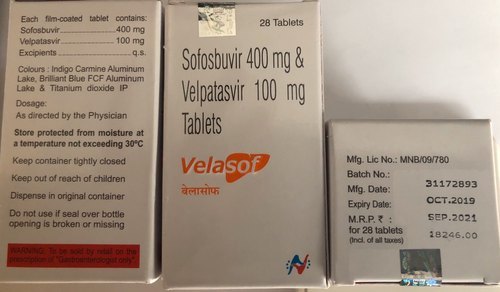 Each film-coated tablet contains:
Sofosbuvir 400 mg
Velpatasvir 100 mg
Excipients q.s.
Colours : Indigo Carmine Aluminum
Lake, Brilliant Blue FCF Aluminum
Lake & Titanium dioxide IP
Dosage:
As directed by the Physician
Store protected from moisture at
a temperature not exceeding 30°C
Keep container tightly closed
Keep out of reach of children
Dispense in original container
Do not use if seal over bottle
opening is broken or missing
WARNING: To be sold by retail on the
prescription of "Gastroenterologist only"
28 Tablets
Sofosbuvir 400 mg &
Velpatasvir 100 mg
Tablets
Velasof
वेलासोफ
Mfg. Lic No.: MNB/09/780
Batch No.: 31172893
Mfg. Date: OCT.2019
Expiry Date: SEP.2021
M.R.P. ₹ : 18246.00
for 28 tablets
(Incl. of all taxes)